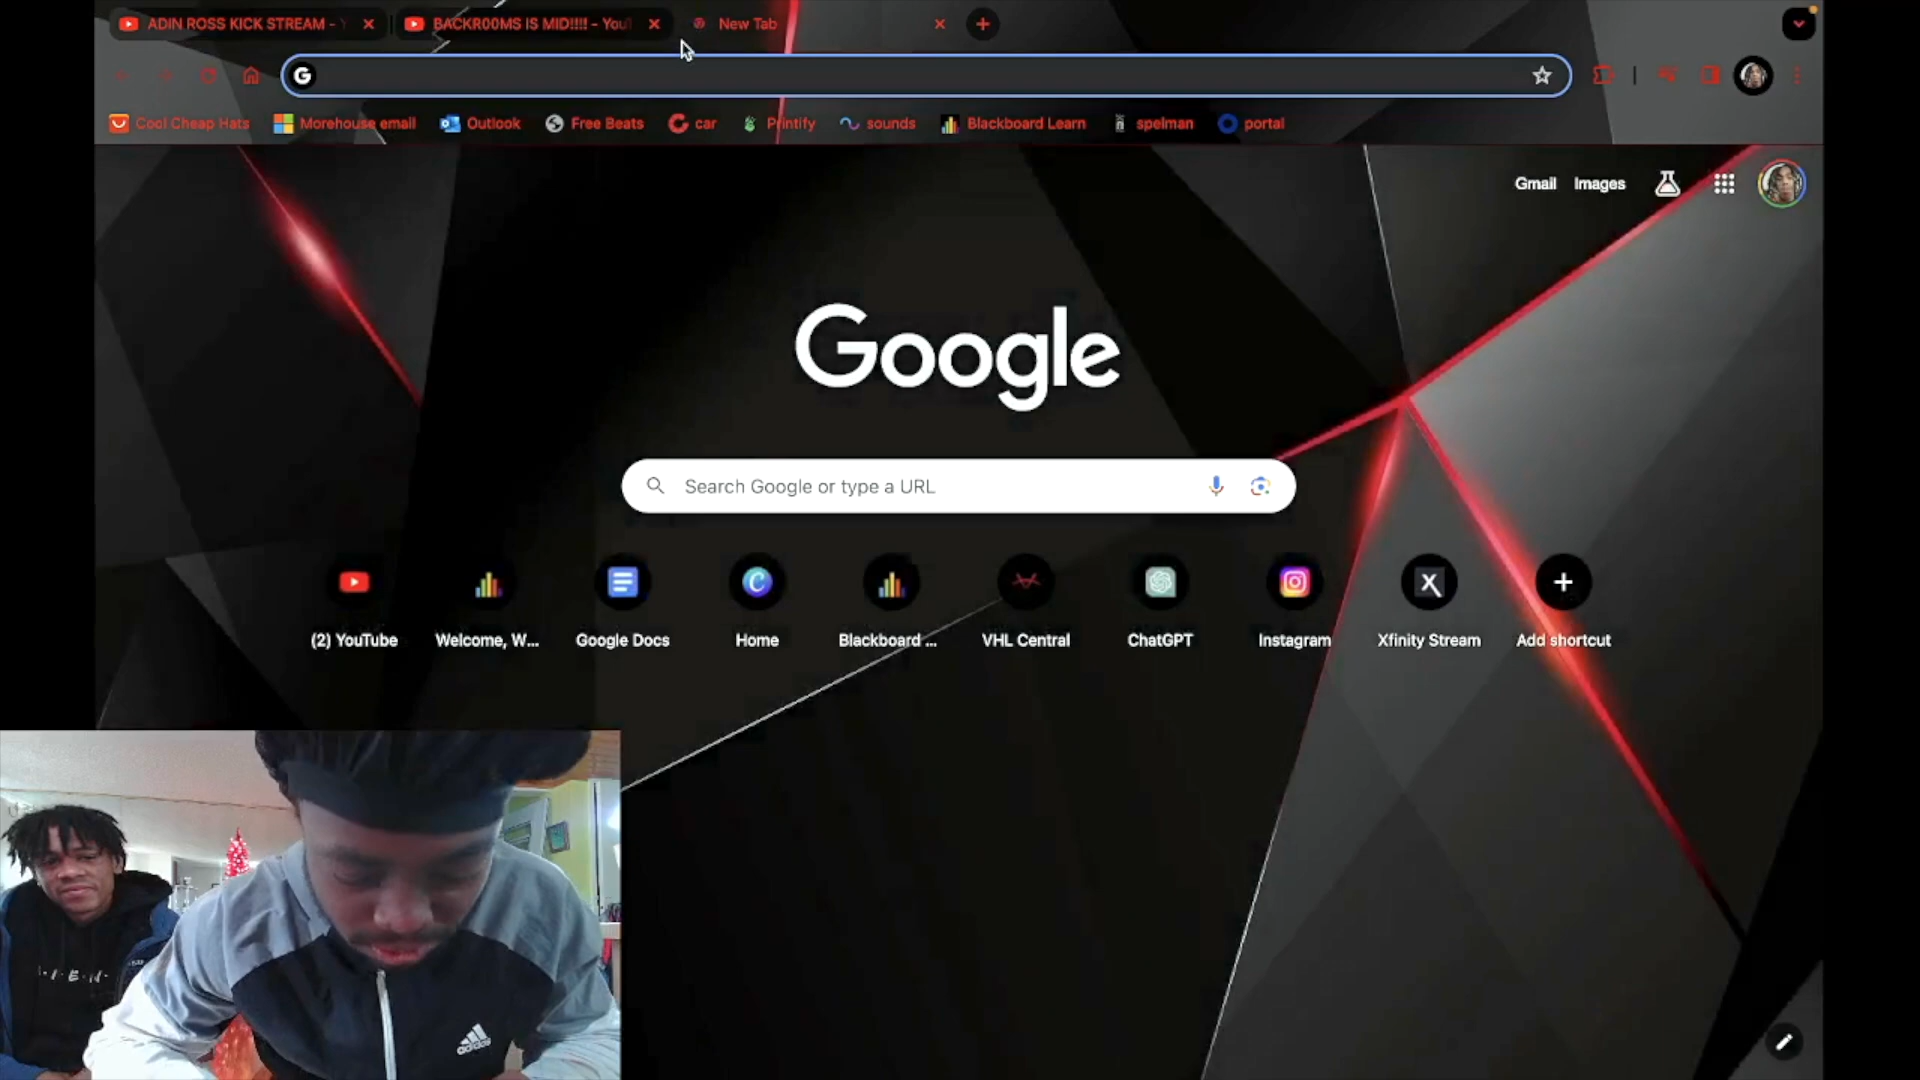 ADIN ROSS KICK STREAM - BACKR00MS IS MID!!!! - You New Tab
G
Cool Cheap Hats Morehouse email Outlook Free Beats car Printify sounds Blackboard Learn spelman portal
Gmail Images
Google
Search Google or type a URL
(2) YouTube Welcome, W... Google Docs Home Blackboard ... VHL Central ChatGPT Instagram Xfinity Stream Add shortcut
adidas